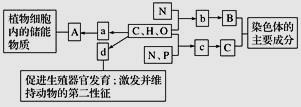 植物细胞
内的储能
物质
A
a
d
C、H、O
N
N、P
b
B
c
C
染色体的
主要成分
促进生殖器官发育；激发并维
持动物的第二性征